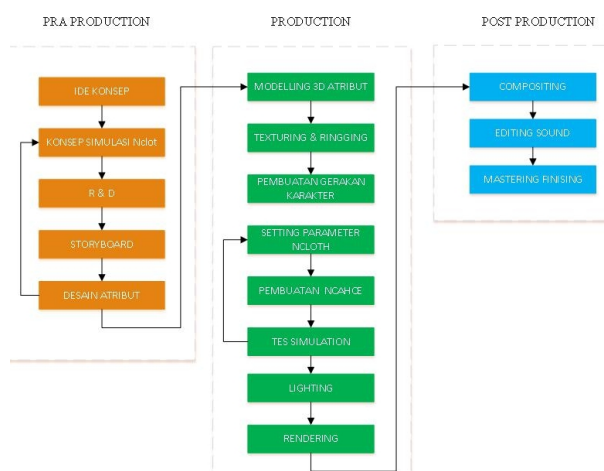 PRA PRODUCTION
IDE KONSEP
KONSEP SIMULASI Nclot
R & D
STORYBOARD
DESAIN ATRIBUT
PRODUCTION
MODELLING 3D ATRIBUT
TEXTURING & RINGGING
PEMBUATAN GERAKAN
KARAKTER
SETTING PARAMETER
NCLOTH
PEMBUATAN NCAHCE
TES SIMULATION
LIGHTING
RENDERING
POST PRODUCTION
COMPOSITING
EDITING SOUND
MASTERING FINISING